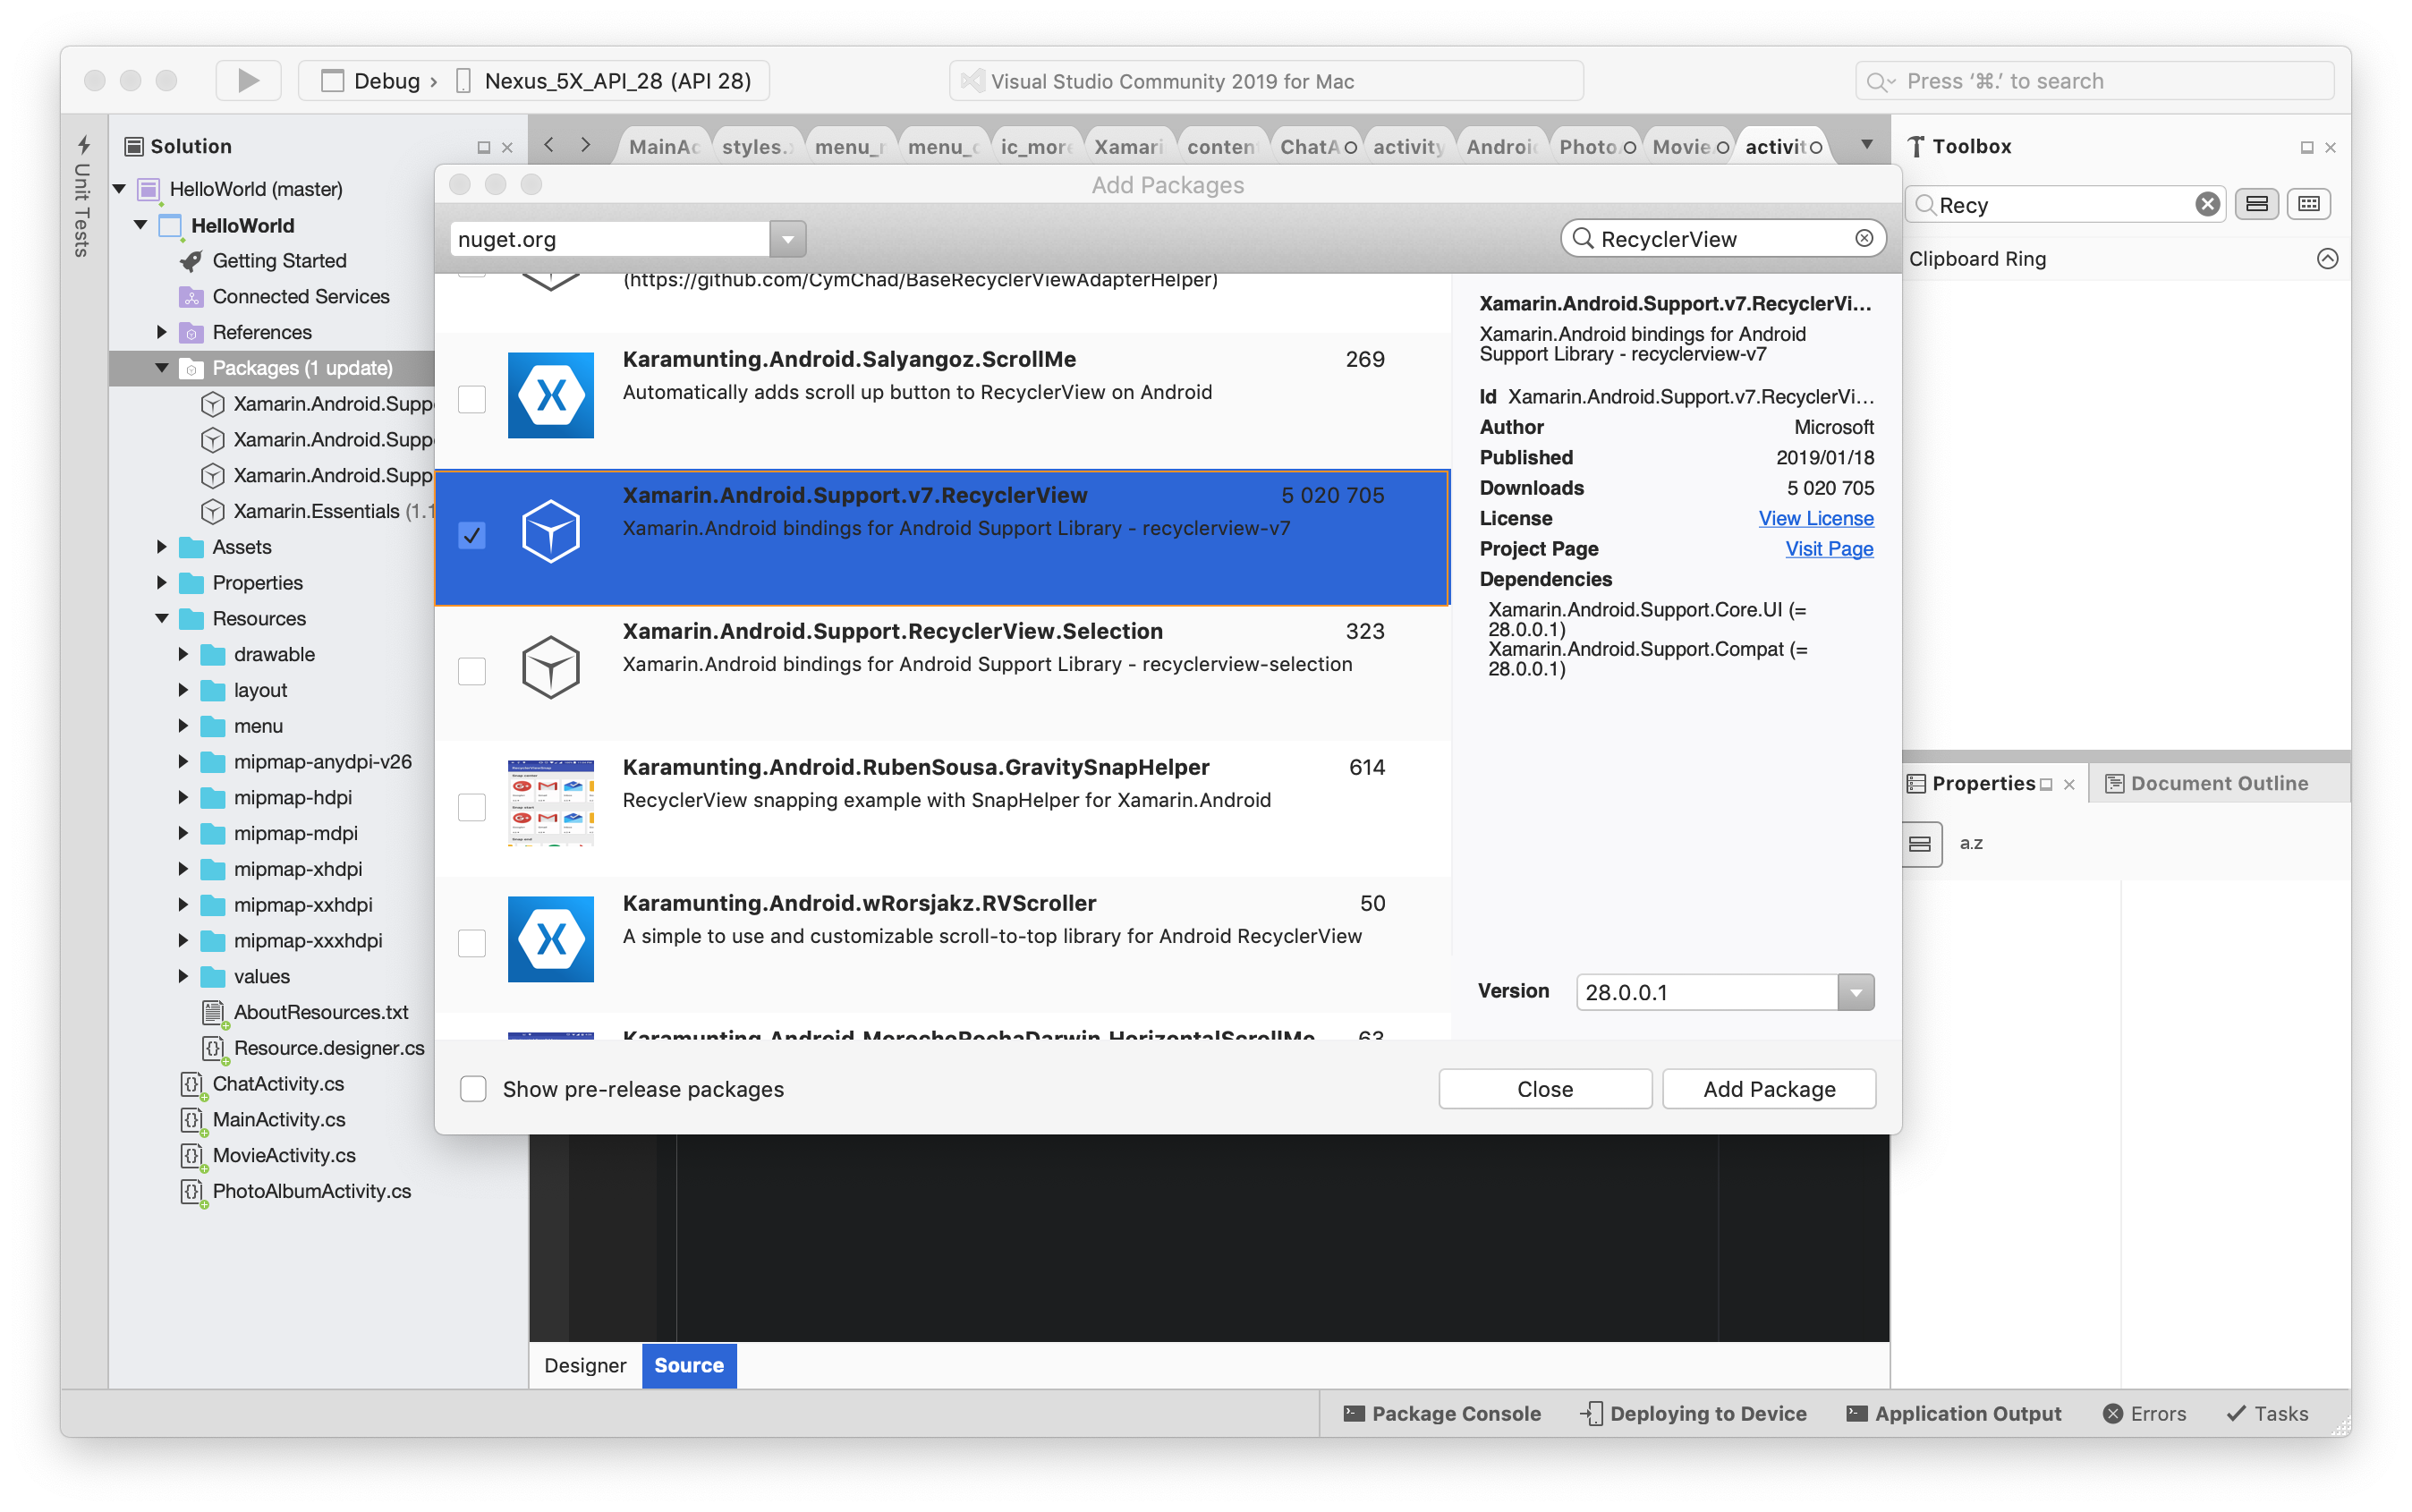 Debug › Nexus_5X_API_28 (API 28)
Visual Studio Community 2019 for Mac
Press ‘⌘.’ to search
Unit Tests
Solution
HelloWorld (master)
HelloWorld
Getting Started
Connected Services
References
Packages (1 update)
Xamarin.Android.Supp
Xamarin.Android.Supp
Xamarin.Android.Supp
Xamarin.Essentials (1.1
Assets
Properties
Resources
drawable
layout
menu
mipmap-anydpi-v26
mipmap-hdpi
mipmap-mdpi
mipmap-xhdpi
mipmap-xxhdpi
mipmap-xxxhdpi
values
AboutResources.txt
Resource.designer.cs
ChatActivity.cs
MainActivity.cs
MovieActivity.cs
PhotoAlbumActivity.cs
MainAc styles. menu_r menu_c ic_more Xamari conten ChatA activity Androi Photo Movie activit
Add Packages
nuget.org
RecyclerView
(https://github.com/CymChad/BaseRecyclerViewAdapterHelper)
Karamunting.Android.Salyangoz.ScrollMe 269
Automatically adds scroll up button to RecyclerView on Android
Xamarin.Android.Support.v7.RecyclerView 5 020 705
Xamarin.Android bindings for Android Support Library - recyclerview-v7
Xamarin.Android.Support.RecyclerView.Selection 323
Xamarin.Android bindings for Android Support Library - recyclerview-selection
Karamunting.Android.RubenSousa.GravitySnapHelper 614
RecyclerView snapping example with SnapHelper for Xamarin.Android
Karamunting.Android.wRorsjakz.RVScroller 50
A simple to use and customizable scroll-to-top library for Android RecyclerView
Karamunting.Android.MorochoRochaDarwin.HorizontalScrollMe 63
Xamarin.Android.Support.v7.RecyclerVi...
Xamarin.Android bindings for Android
Support Library - recyclerview-v7
Id Xamarin.Android.Support.v7.RecyclerVi...
Author Microsoft
Published 2019/01/18
Downloads 5 020 705
License View License
Project Page Visit Page
Dependencies
Xamarin.Android.Support.Core.UI (=
28.0.0.1)
Xamarin.Android.Support.Compat (=
28.0.0.1)
Version 28.0.0.1
Show pre-release packages
Close
Add Package
Toolbox
Recy
Clipboard Ring
Properties
Document Outline
a.z
Designer
Source
Package Console
Deploying to Device
Application Output
Errors
Tasks